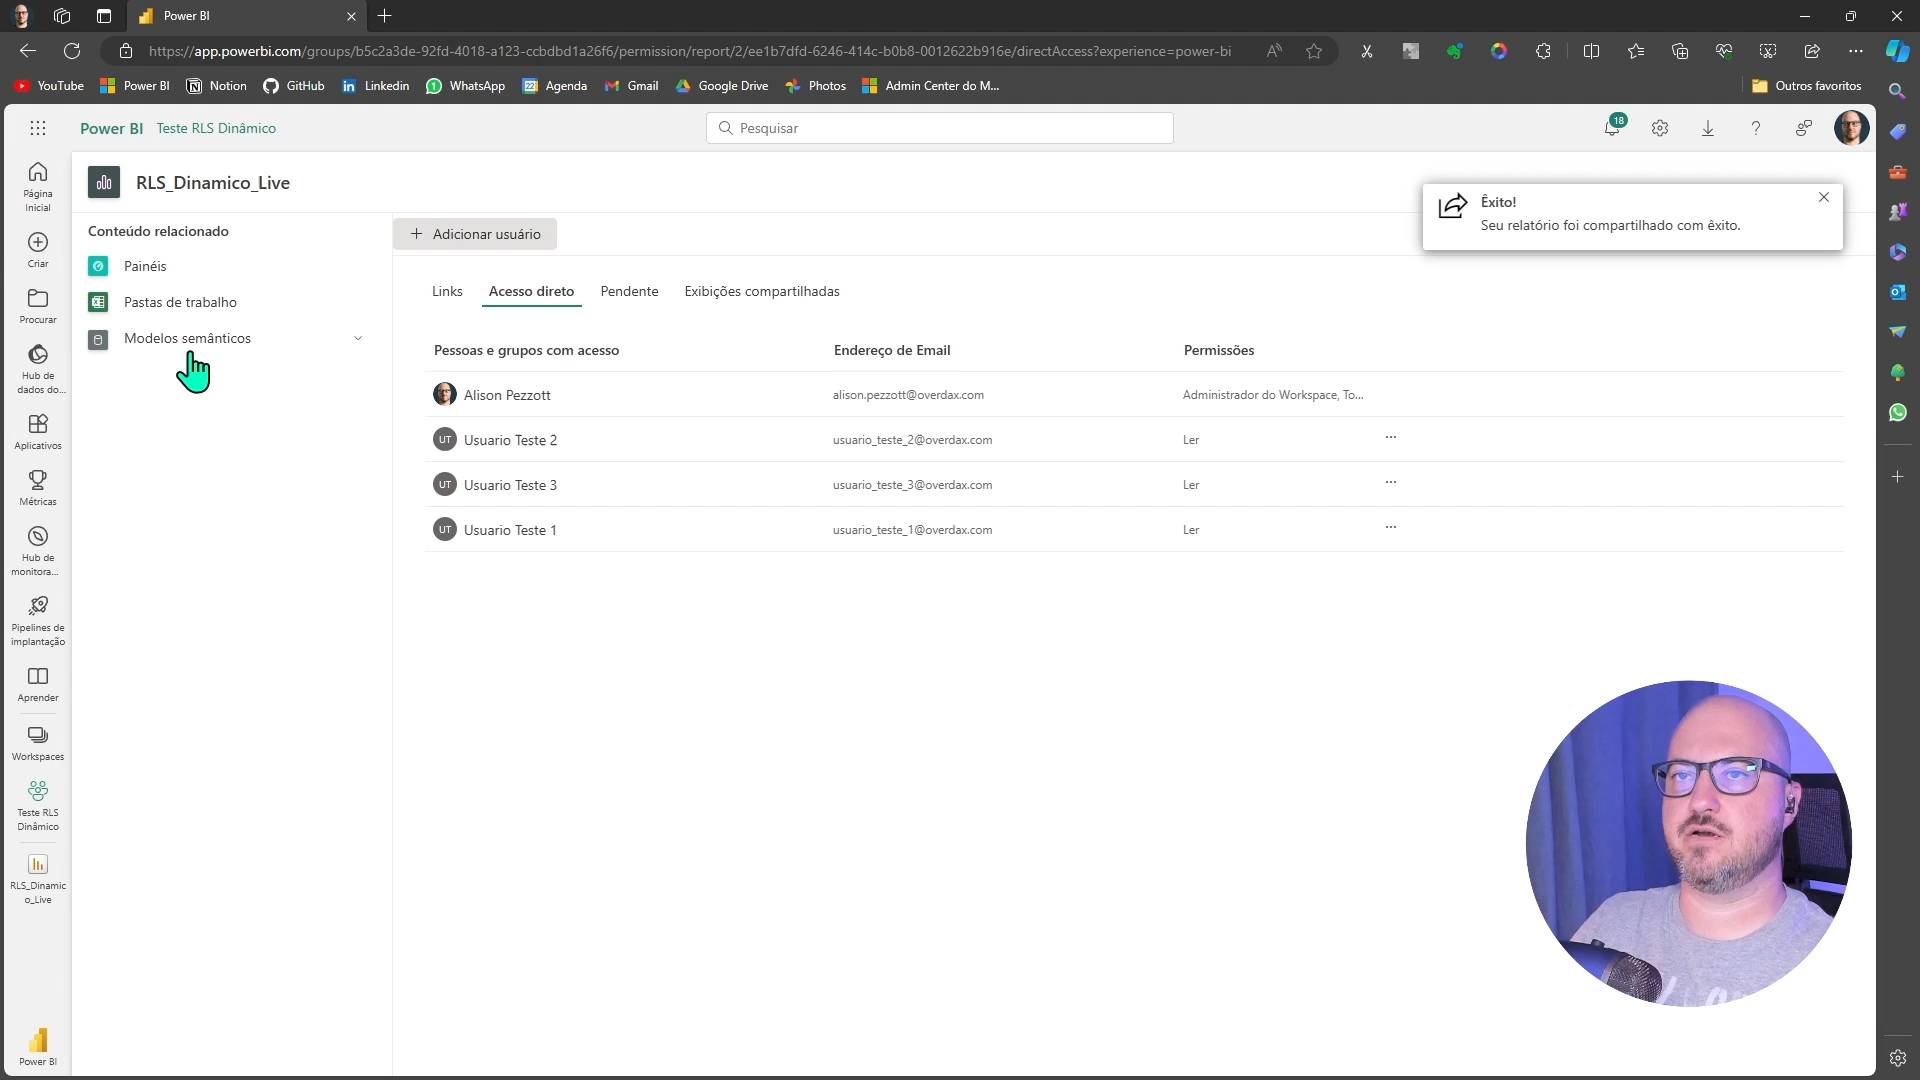 Power BI
https://app.powerbi.com/groups/b5c2a3de-92fd-4018-a123-ccbdbd1a26f6/permission/report/2/ee1b7dfd-6246-414c-b0b8-0012622b916e/directAccess?experience=power-bi
YouTube
Power BI
Notion
GitHub
Linkedin
WhatsApp
Agenda
Gmail
Google Drive
Photos
Admin Center do M...
Outros favoritos
Power BI
Teste RLS Dinâmico
Pesquisar
18
Página
Inicial
Criar
Procurar
Hub de
dados do...
Aplicativos
Métricas
Hub de
monitora...
Pipelines de
implantação
Aprender
Workspaces
Teste RLS
Dinâmico
RLS_Dinamic
o_Live
Power BI
RLS_Dinamico_Live
Conteúdo relacionado
Painéis
Pastas de trabalho
Modelos semânticos
Adicionar usuário
Êxito!
Seu relatório foi compartilhado com êxito.
Links
Acesso direto
Pendente
Exibições compartilhadas
Pessoas e grupos com acesso
Endereço de Email
Permissões
Alison Pezzott
alison.pezzott@overdax.com
Administrador do Workspace, To...
UT
Usuario Teste 2
usuario_teste_2@overdax.com
Ler
UT
Usuario Teste 3
usuario_teste_3@overdax.com
Ler
UT
Usuario Teste 1
usuario_teste_1@overdax.com
Ler